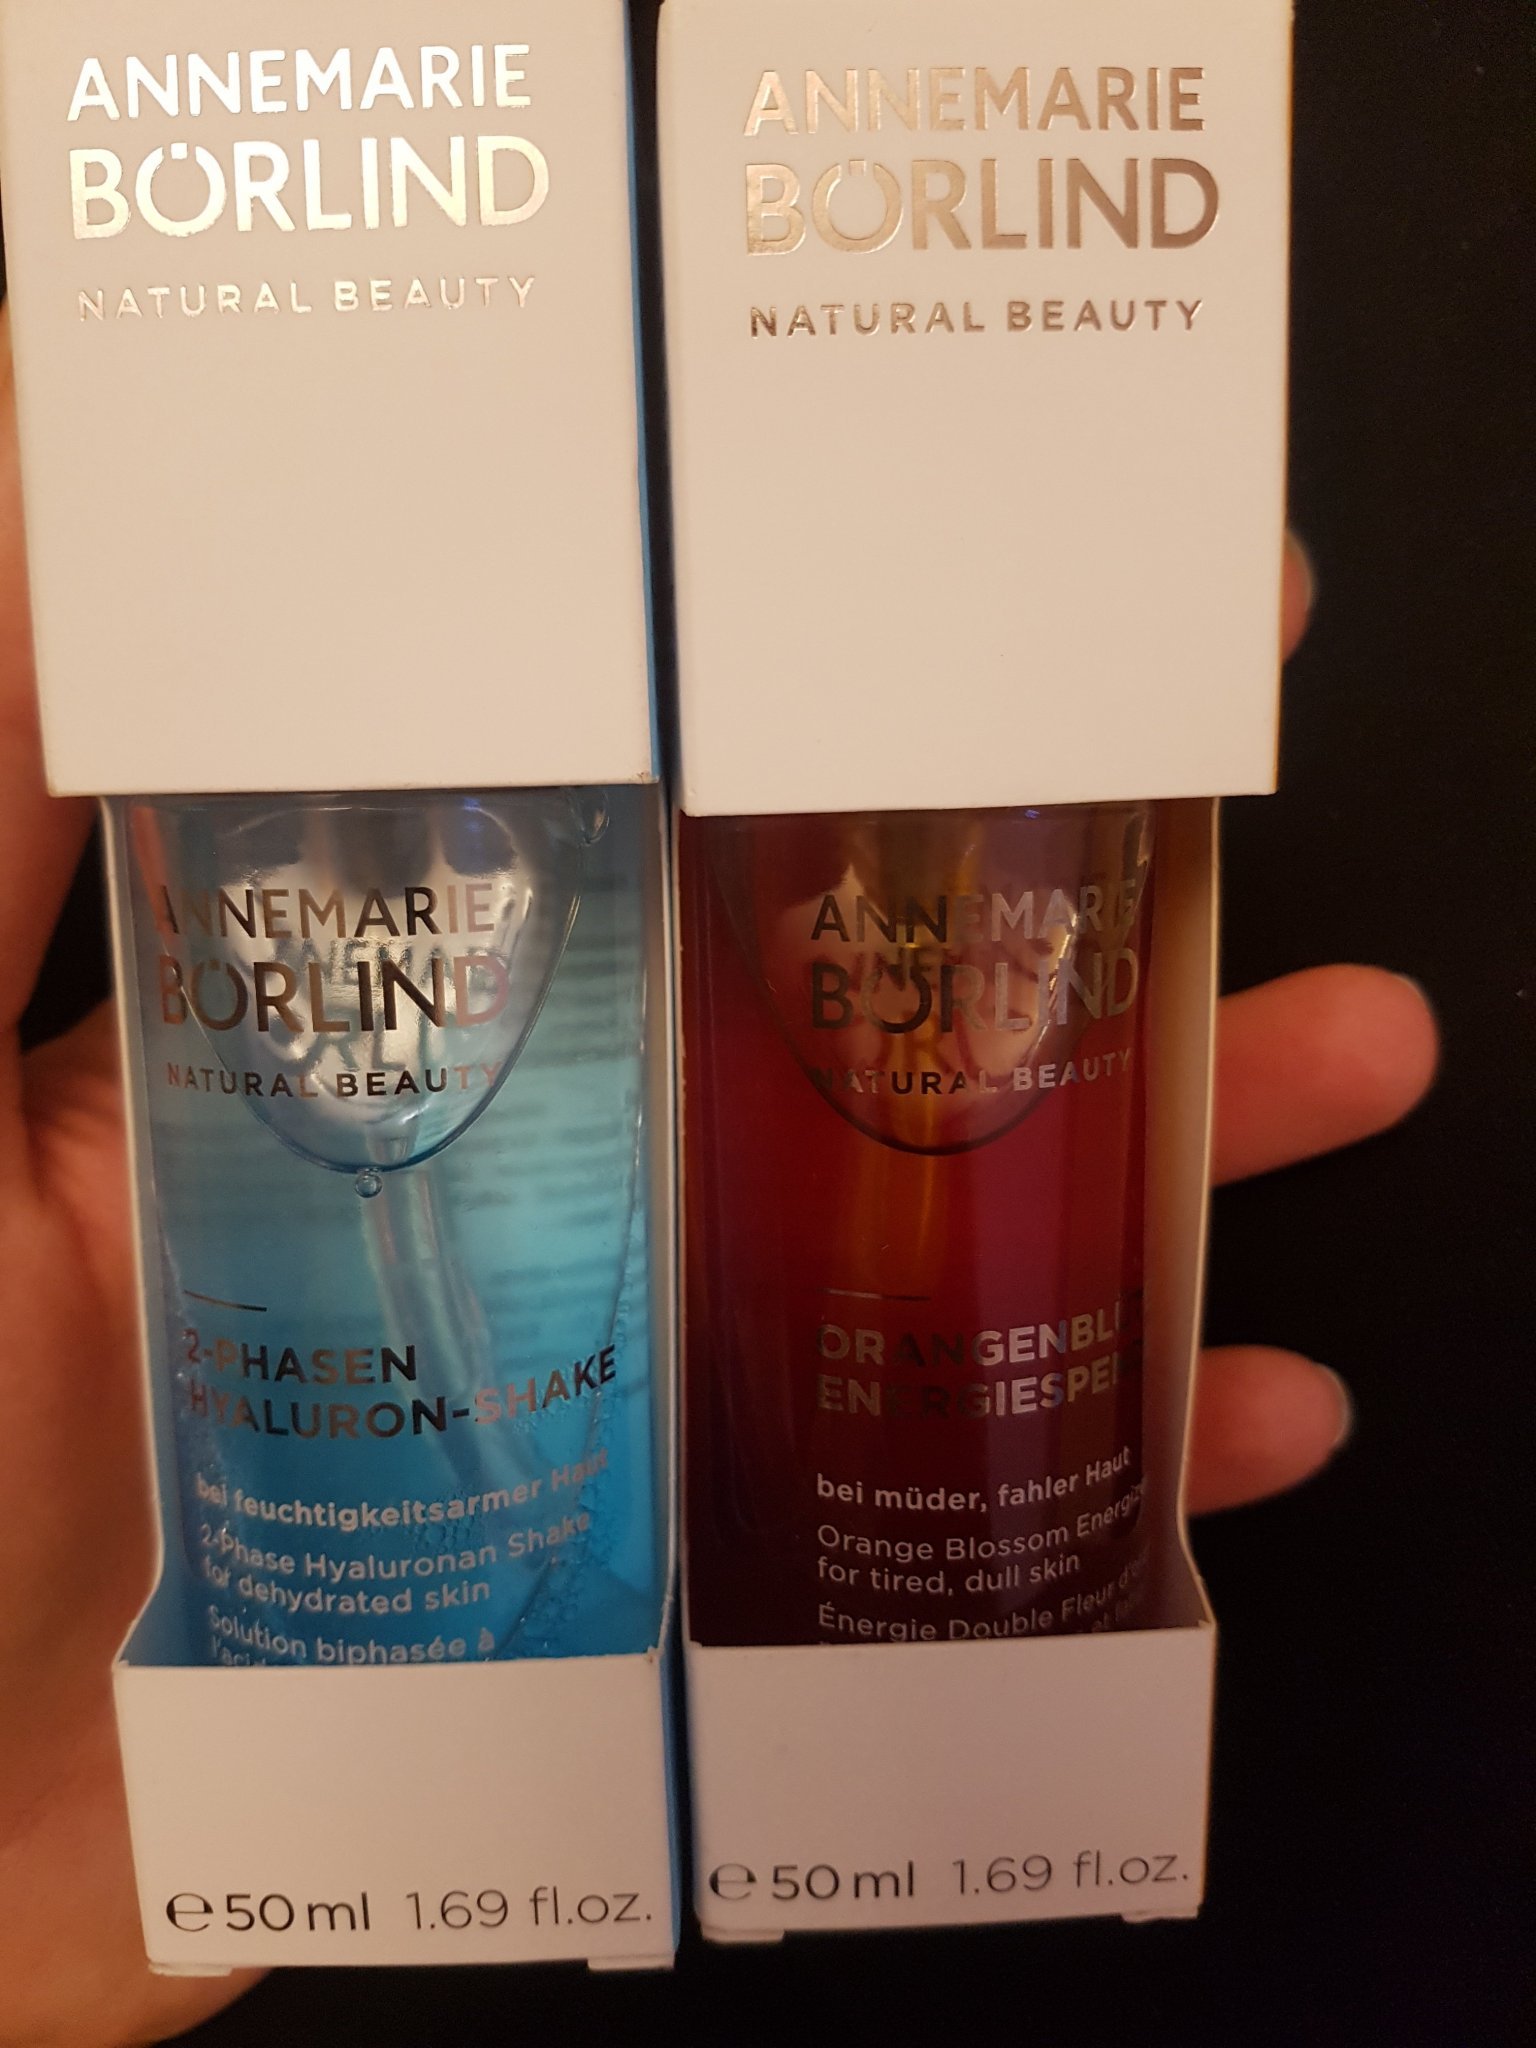 ANNEMARIE
BÖRLIND
NATURAL BEAUTY
ANNEMARIE
BÖRLIND
NATURAL BEAUTY
2-PHASEN
HYALURON-SHAKE
bei feuchtigkeitsarmer Haut
2-Phase Hyaluronan Shake
for dehydrated skin
Solution biphasée à
e 50 ml 1.69 fl.oz.
ANNEMARIE
BÖRLIND
NATURAL BEAUTY
ANNEMARIE
BÖRLIND
NATURAL BEAUTY
bei müder, fahler Haut
Orange Blossom
for tired, dull skin
Énergie Double Fleur
e 50 ml 1.69 fl.oz.